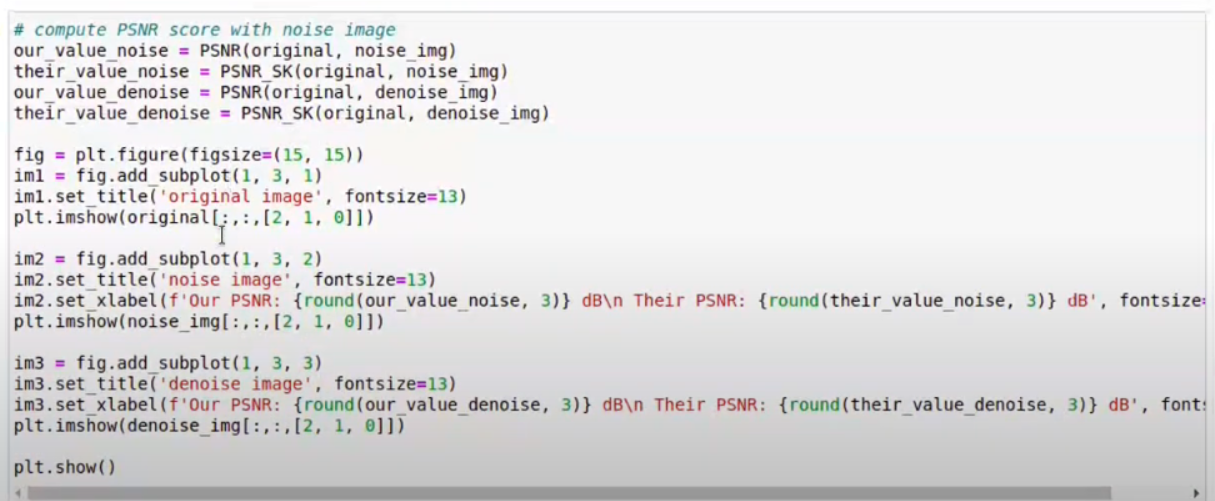 # compute PSNR score with noise image
our_value_noise = PSNR(original, noise_img)
their_value_noise = PSNR_SK(original, noise_img)
our_value_denoise = PSNR(original, denoise_img)
their_value_denoise = PSNR_SK(original, denoise_img)
fig = plt.figure(figsize=(15, 15))
im1 = fig.add_subplot(1, 3, 1)
im1.set_title('original image', fontsize=13)
plt.imshow(original[:,:,[2, 1, 0]])
im2 = fig.add_subplot(1, 3, 2)
im2.set_title('noise image', fontsize=13)
im2.set_xlabel(f'Our PSNR: {round(our_value_noise, 3)} dB\n Their PSNR: {round(their_value_noise, 3)} dB', fontsize=
plt.imshow(noise_img[:,:,[2, 1, 0]])
im3 = fig.add_subplot(1, 3, 3)
im3.set_title('denoise image', fontsize=13)
im3.set_xlabel(f'Our PSNR: {round(our_value_denoise, 3)} dB\n Their PSNR: {round(their_value_denoise, 3)} dB', fonts
plt.imshow(denoise_img[:,:,[2, 1, 0]])
plt.show()